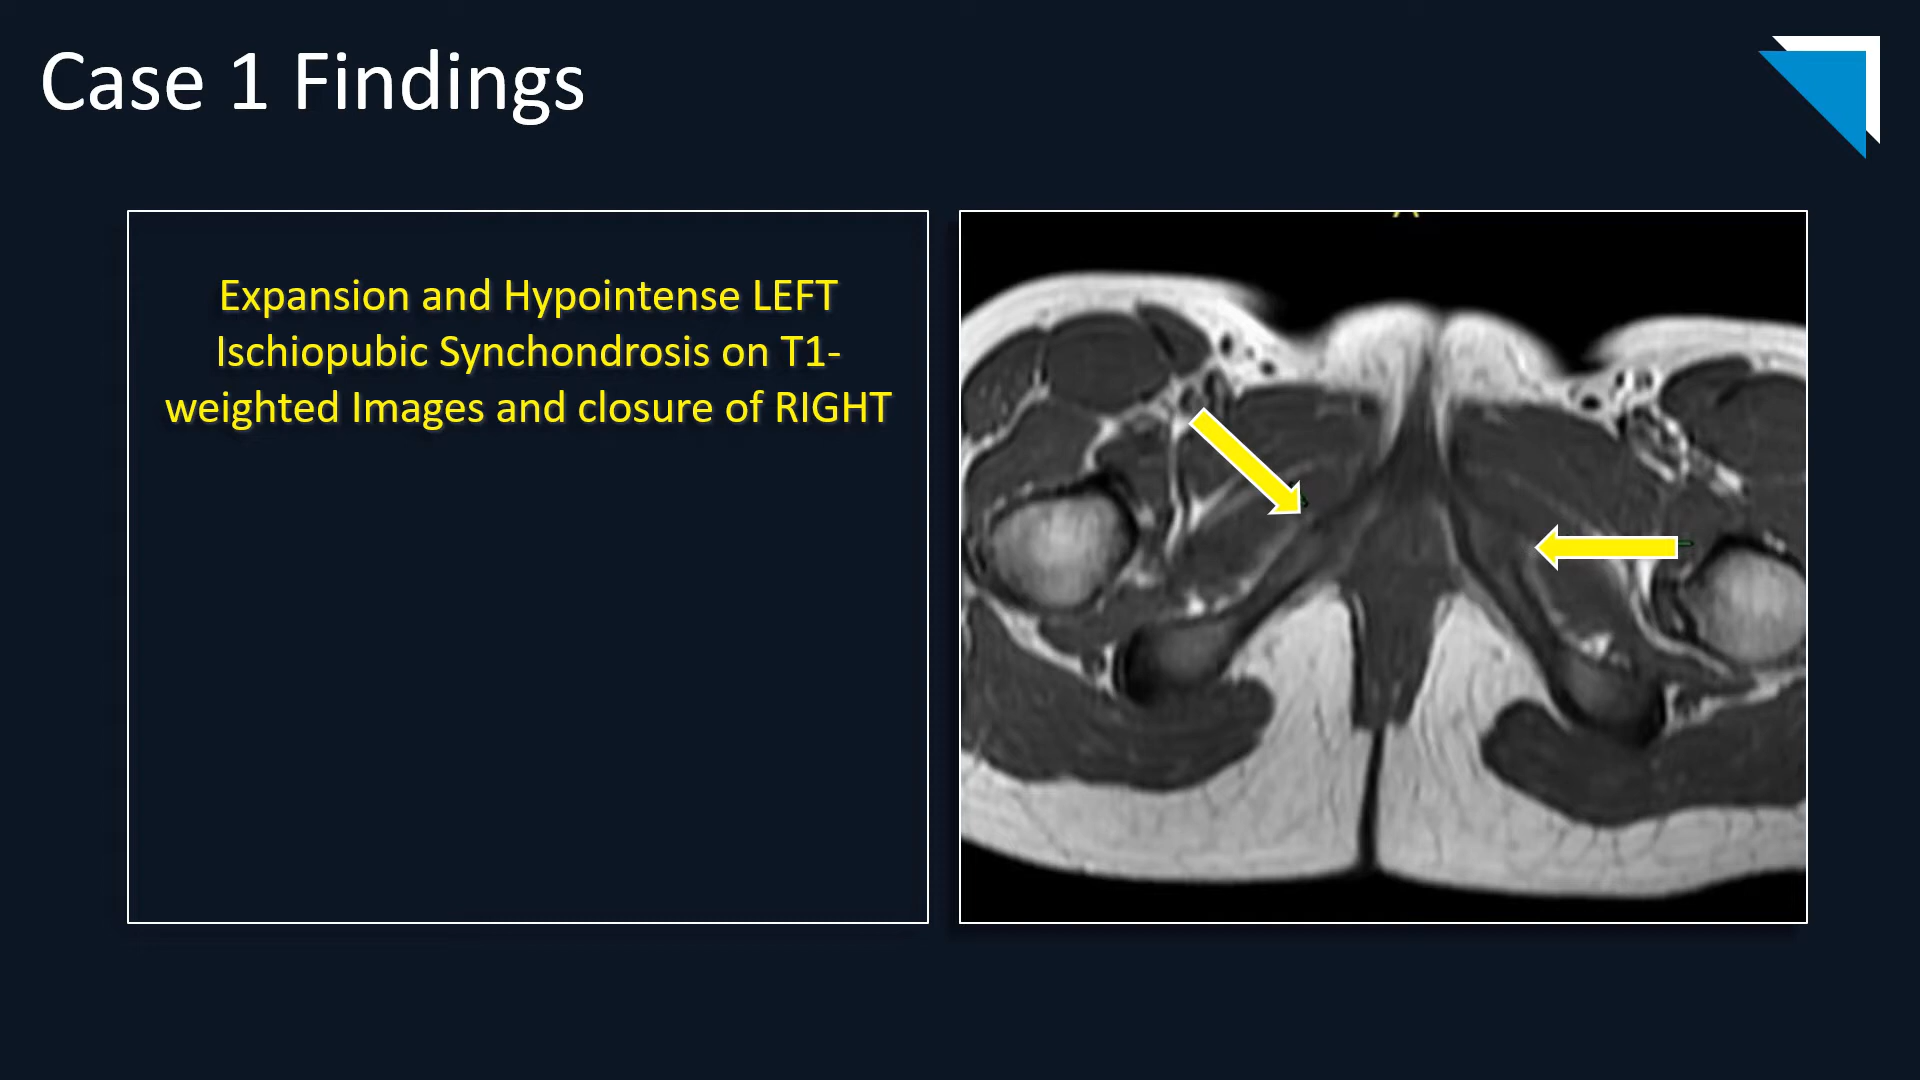 Case 1 Findings
Expansion and Hypointense LEFT
Ischiopubic Synchondrosis on T1-
weighted Images and closure of RIGHT